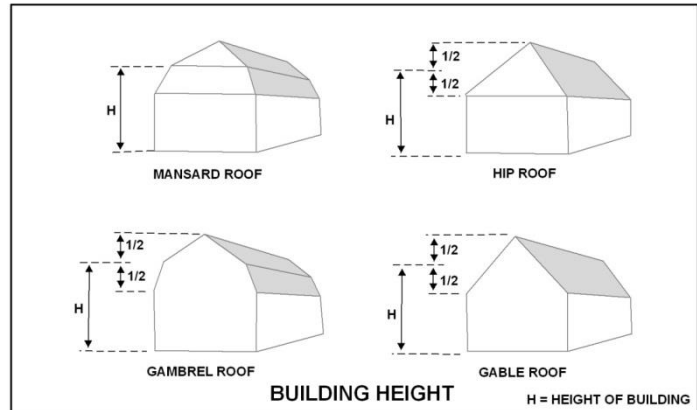 H
MANSARD ROOF
1/2
1/2
H
HIP ROOF
1/2
1/2
H
GAMBREL ROOF
1/2
1/2
H
GABLE ROOF
BUILDING HEIGHT
H = HEIGHT OF BUILDING